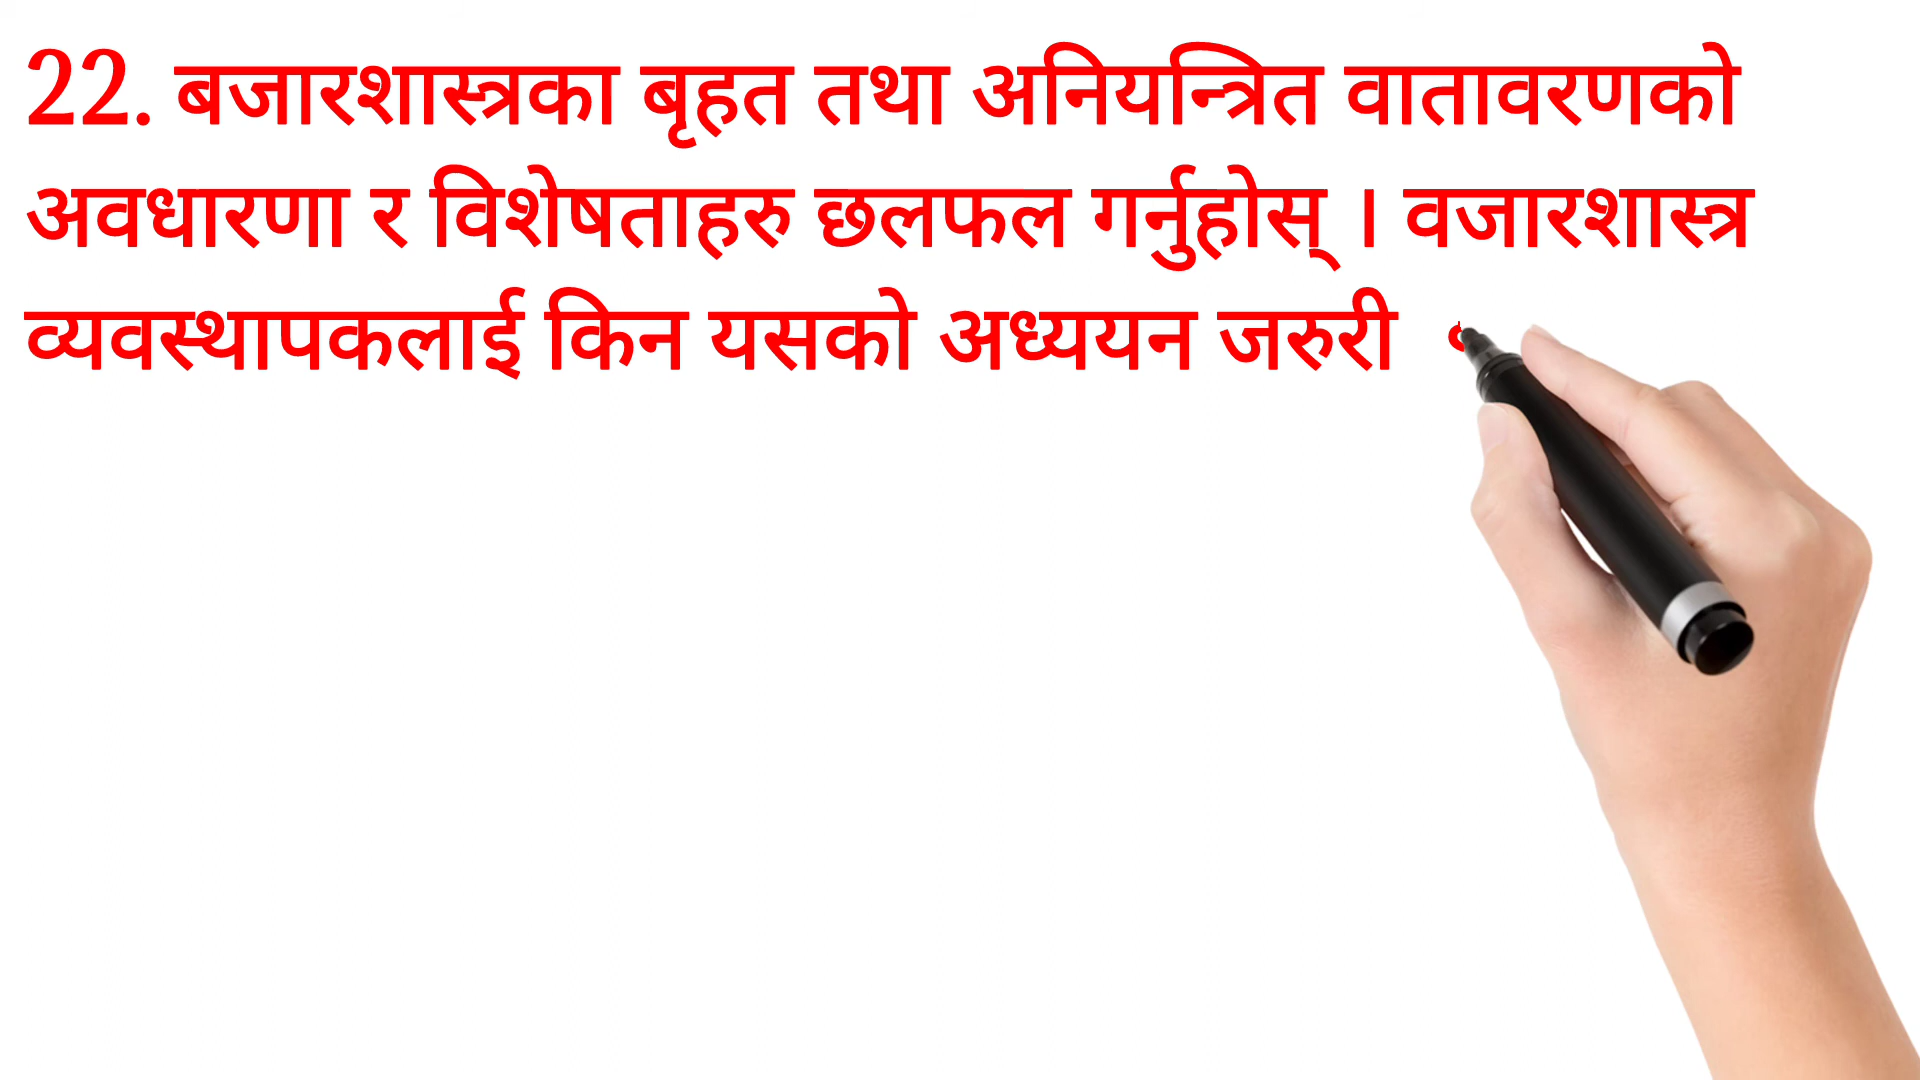 22. बजारशास्त्रका बृहत तथा अनियन्त्रित वातावरणको
अवधारणा र विशेषताहरु छलफल गर्नुहोस् । वजारशास्त्र
व्यवस्थापकलाई किन यसको अध्ययन जरुरी